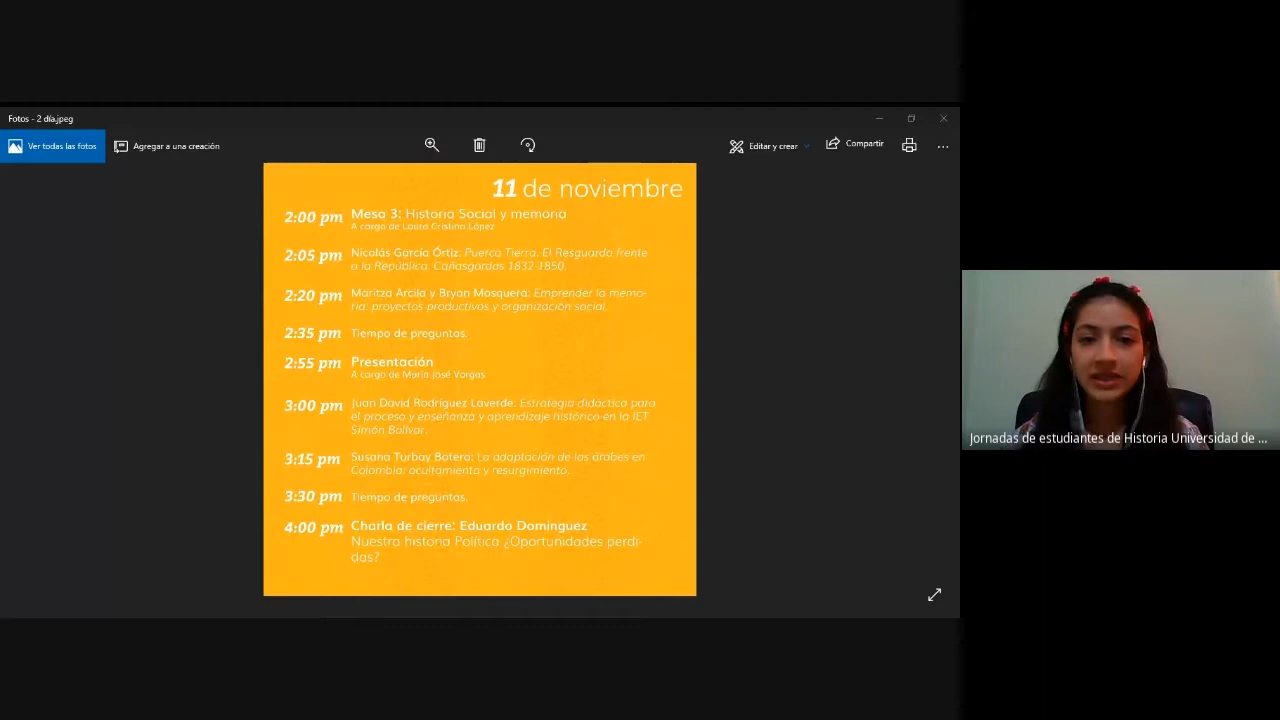 Fotos - 2 día.jpeg
Ver todas las fotos
Agregar a una creación
Editar y crear
Compartir
11 de noviembre
2:00 pm Mesa 3: Historia Social y memoria
A cargo de Laura Cristina López
2:05 pm Nicolás García Órtiz. Puerca Tierra. El Resguardo frente
a la República. Cañasgordas 1832-1850.
2:20 pm Maritza Arcila y Bryan Mosquera: Emprender la memo-
ria: proyectos productivos y organización social.
2:35 pm Tiempo de preguntas.
2:55 pm Presentación
A cargo de María José Vargas
3:00 pm Juan David Rodríguez Laverde: Estrategia didáctica para
el proceso y enseñanza y aprendizaje histórico en la IET
Simón Bolívar.
3:15 pm Susana Turbay Botero: La adaptación de los árabes en
Colombia: ocultamiento y resurgimiento.
3:30 pm Tiempo de preguntas.
4:00 pm Charla de cierre: Eduardo Domínguez
Nuestra historia Política ¿Oportunidades perdi-
das?
Jornadas de estudiantes de Historia Universidad de ...